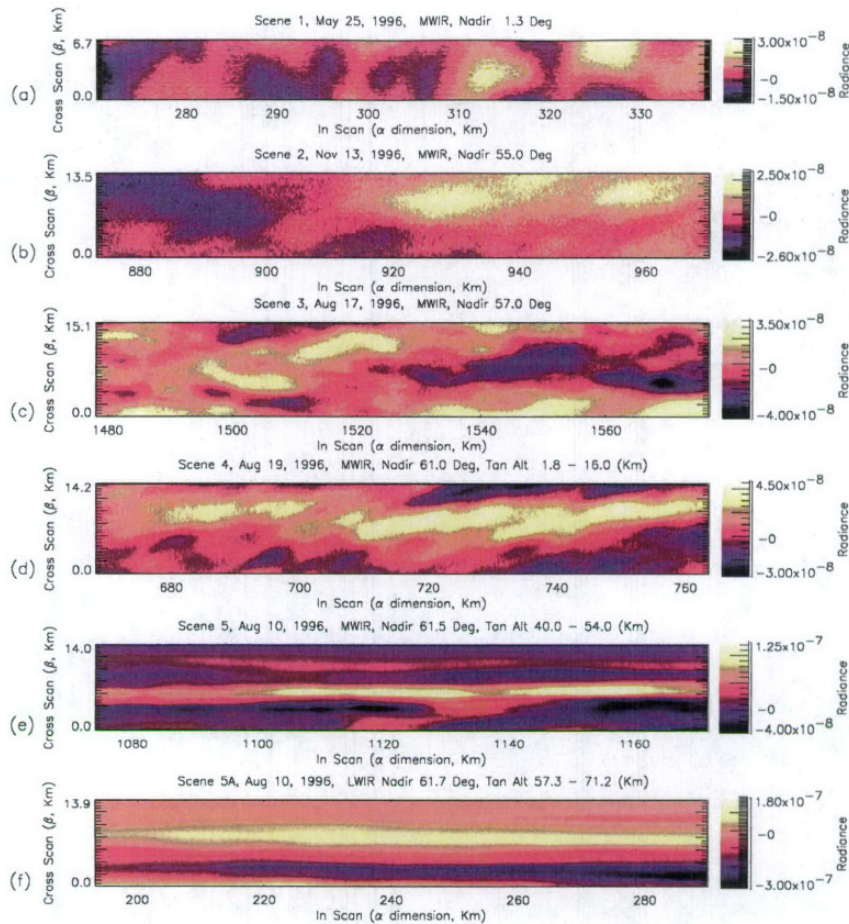 Scene 1, May 25, 1996, MWIR, Nadir 1.3 Deg
(a)
Cross Scan (β, Km)
6.7
0.0
280 290 300 310 320 330
In Scan (α dimension, Km)
3.00x10⁻⁸
-0
-1.50x10⁻⁸
Radiance
Scene 2, Nov 13, 1996, MWIR, Nadir 55.0 Deg
(b)
Cross Scan (β, Km)
13.5
0.0
880 900 920 940 960
In Scan (α dimension, Km)
2.50x10⁻⁸
-0
-2.60x10⁻⁸
Radiance
Scene 3, Aug 17, 1996, MWIR, Nadir 57.0 Deg
(c)
Cross Scan (β, Km)
15.1
0.0
1480 1500 1520 1540 1560
In Scan (α dimension, Km)
3.50x10⁻⁸
-0
-4.00x10⁻⁸
Radiance
Scene 4, Aug 19, 1996, MWIR, Nadir 61.0 Deg, Tan Alt 1.8 - 16.0 (Km)
(d)
Cross Scan (β, Km)
14.2
0.0
680 700 720 740 760
In Scan (α dimension, Km)
4.50x10⁻⁸
-0
-3.00x10⁻⁸
Radiance
Scene 5, Aug 10, 1996, MWIR, Nadir 61.5 Deg, Tan Alt 40.0 - 54.0 (Km)
(e)
Cross Scan (β, Km)
14.0
0.0
1080 1100 1120 1140 1160
In Scan (α dimension, Km)
1.25x10⁻⁷
-0
-4.00x10⁻⁸
Radiance
Scene 5A, Aug 10, 1996, LWIR Nadir 61.7 Deg, Tan Alt 57.3 - 71.2 (Km)
(f)
Cross Scan (β, Km)
13.9
0.0
200 220 240 260 280
In Scan (α dimension, Km)
1.80x10⁻⁷
-0
-3.00x10⁻⁷
Radiance